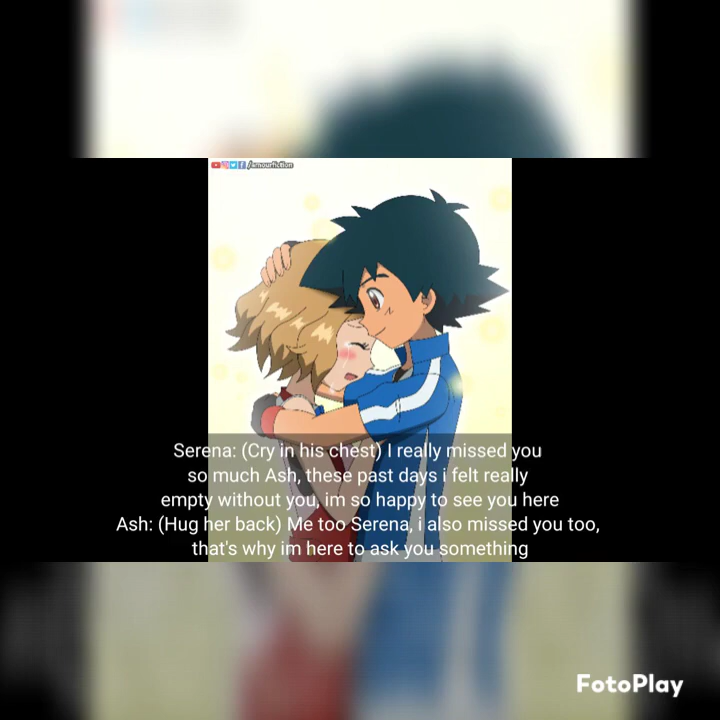 /amourfiction
Serena: (Cry in his chest) I really missed you
so much Ash, these past days i felt really
empty without you, im so happy to see you here
Ash: (Hug her back) Me too Serena, i also missed you too,
that's why im here to ask you something
FotoPlay